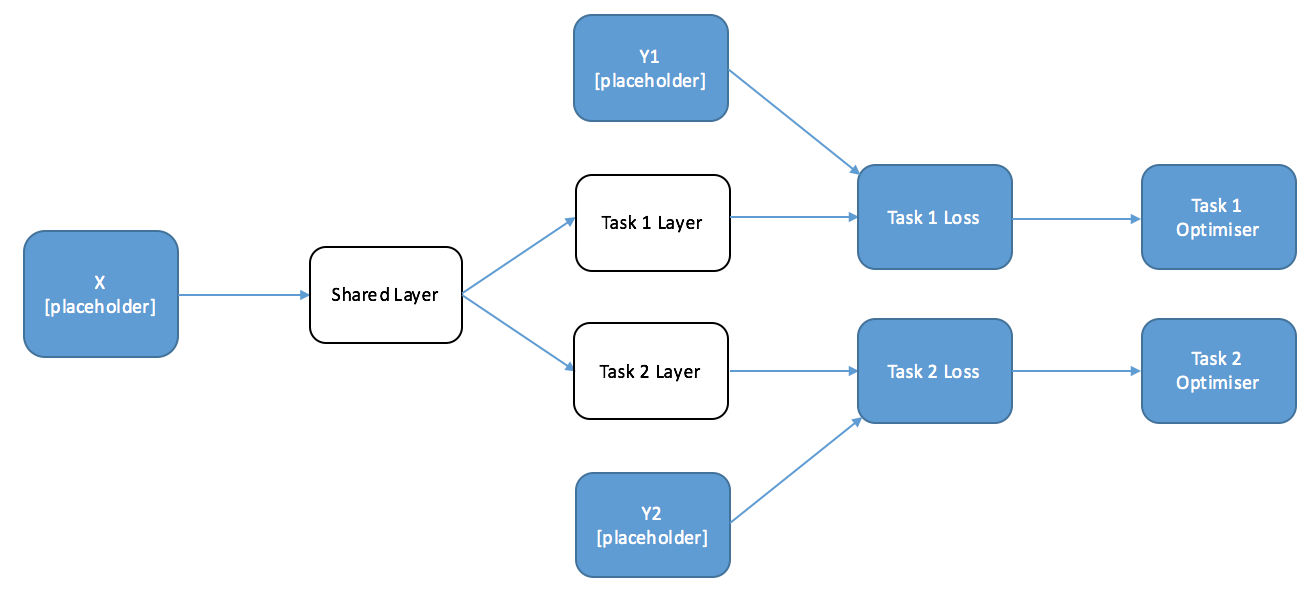 Y1
[placeholder]
Task 1 Layer
Task 1 Loss
Task 1
Optimiser
X
[placeholder]
Shared Layer
Task 2 Layer
Task 2 Loss
Task 2
Optimiser
Y2
[placeholder]